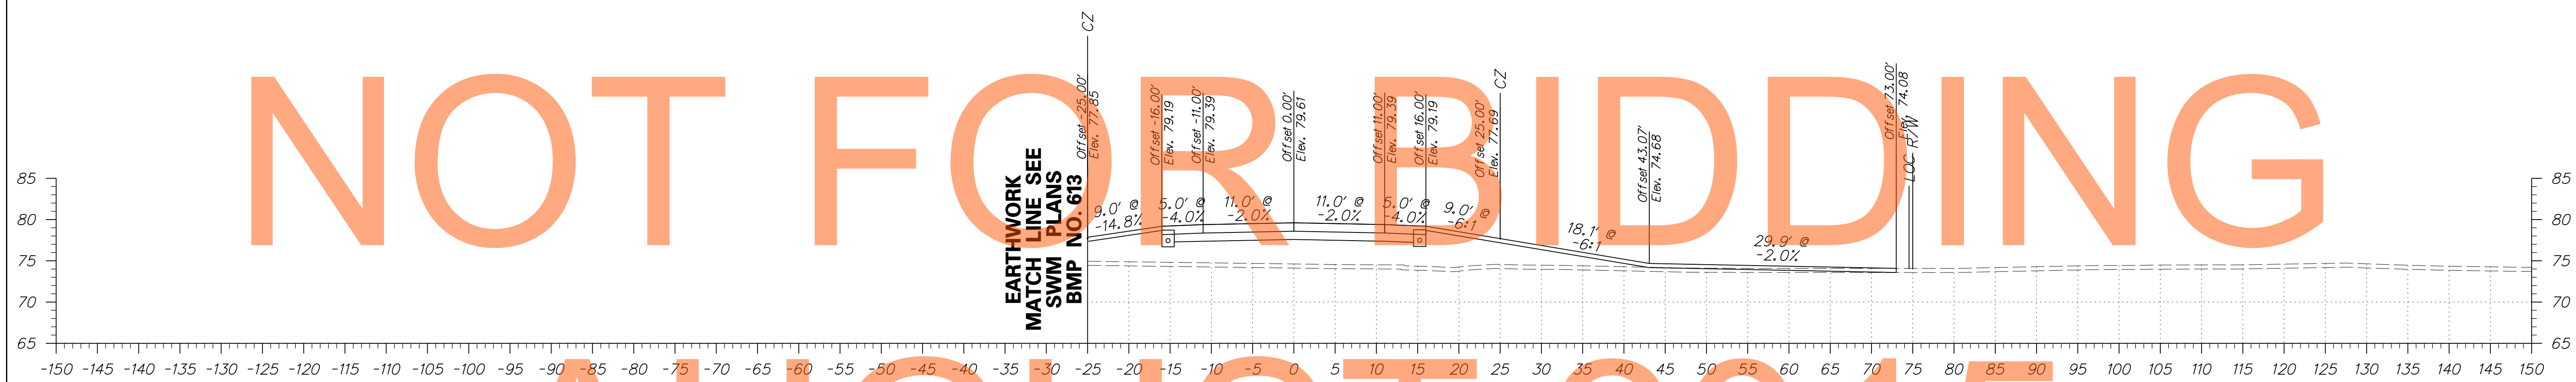 NOT FOR BIDDING
CZ
Offset -25.00'
Elev. 77.85
Offset -16.00'
Elev. 79.19
Offset -11.00'
Elev. 79.39
Offset 0.00'
Elev. 79.61
Offset 11.00'
Elev. 79.39
Offset 16.00'
Elev. 79.19
CZ
Offset 25.00'
Elev. 77.69
Offset 43.07'
Elev. 74.68
Offset 73.00'
Elev. 74.08
LOC R/W
EARTHWORK
MATCH LINE SEE
SWM PLANS
BMP NO. 613
9.0' @
-14.8%
5.0' @
-4.0%
11.0' @
-2.0%
11.0' @
-2.0%
5.0' @
-4.0%
9.0' @
-6:1
18.1' @
-6:1
29.9' @
-2.0%
85
80
75
70
65
85
80
75
70
65
-150 -145 -140 -135 -130 -125 -120 -115 -110 -105 -100 -95 -90 -85 -80 -75 -70 -65 -60 -55 -50 -45 -40 -35 -30 -25 -20 -15 -10 -5 0 5 10 15 20 25 30 35 40 45 50 55 60 65 70 75 80 85 90 95 100 105 110 115 120 125 130 135 140 145 150